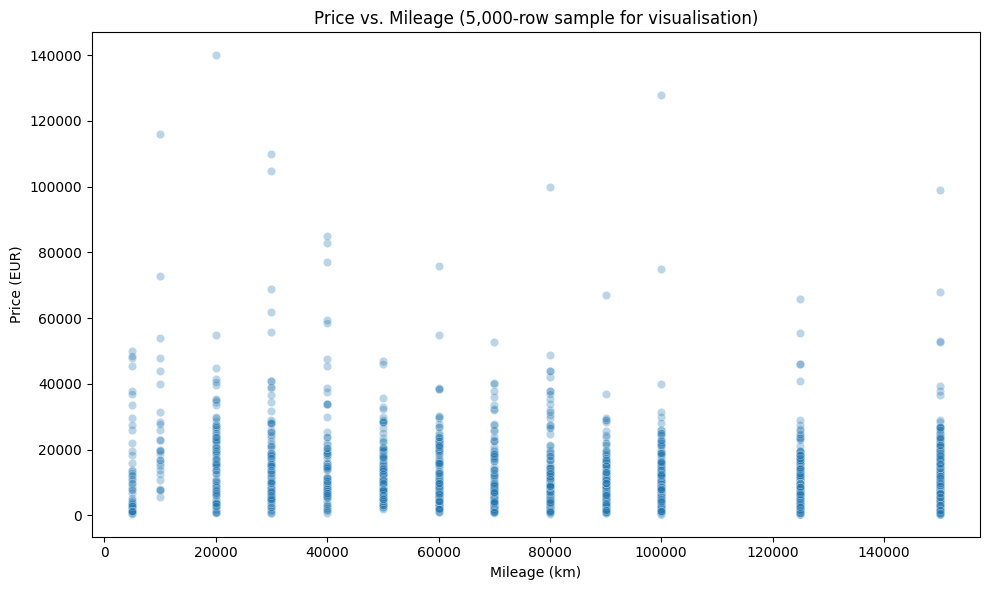 Price vs. Mileage (5,000-row sample for visualisation)
Price (EUR)
140000
120000
100000
80000
60000
40000
20000
0
0 20000 40000 60000 80000 100000 120000 140000
Mileage (km)